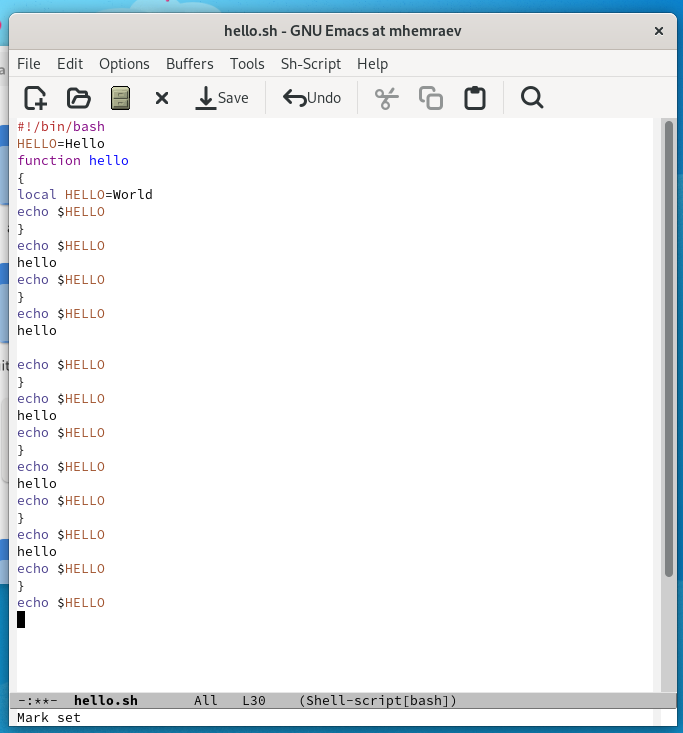 hello.sh - GNU Emacs at mhemraev
File Edit Options Buffers Tools Sh-Script Help
Save Undo
#!/bin/bash
HELLO=Hello
function hello
{
local HELLO=World
echo $HELLO
}
echo $HELLO
hello
echo $HELLO
}
echo $HELLO
hello
echo $HELLO
}
echo $HELLO
hello
echo $HELLO
}
echo $HELLO
hello
echo $HELLO
}
echo $HELLO
hello
echo $HELLO
}
echo $HELLO
-:**- hello.sh All L30 (Shell-script[bash])
Mark set